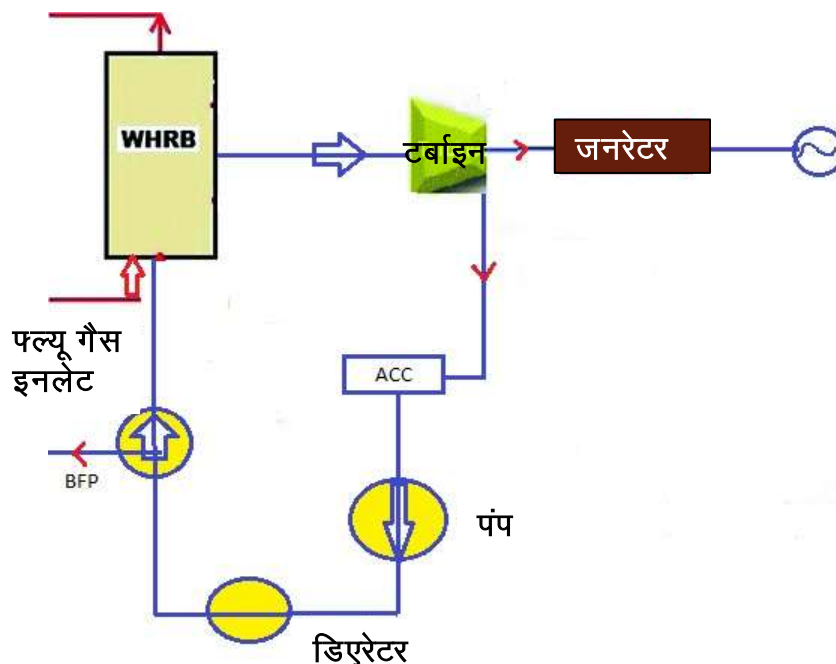 WHRB
टर्बाइन
जनरेटर
फ्ल्यू गैस
इनलेट
ACC
BFP
पंप
डिएरेटर